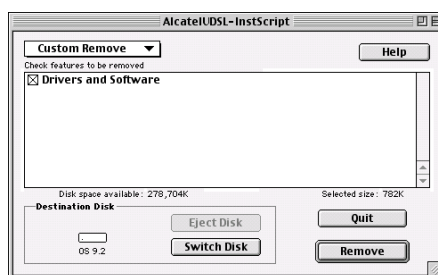 AlcatelUDSL-InstScript
Custom Remove
Help
Check features to be removed
Drivers and Software
Disk space available: 278,704K
Selected size: 782K
Destination Disk
Eject Disk
Quit
OS 9.2
Switch Disk
Remove